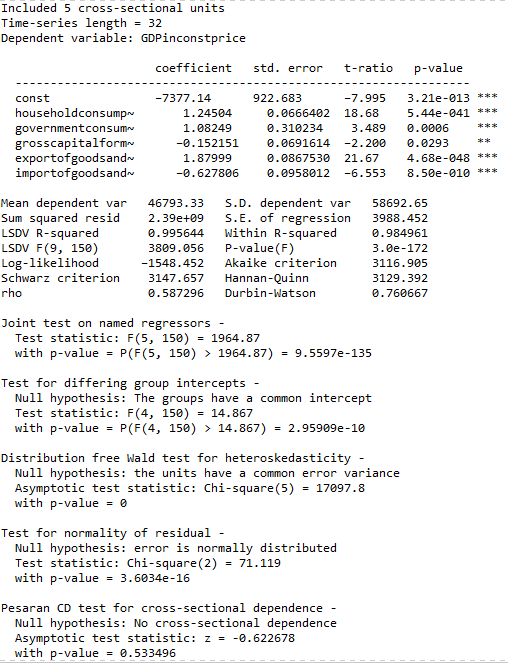 Included 5 cross-sectional units
Time-series length = 32
Dependent variable: GDPinconstprice
coefficient std. error t-ratio p-value
---------------------------------------------------------------
const -7377.14 922.683 -7.995 3.21e-013 ***
householdconsump~ 1.24504 0.0666402 18.68 5.44e-041 ***
governmentconsum~ 1.08249 0.310234 3.489 0.0006 ***
grosscapitalform~ -0.152151 0.0691614 -2.200 0.0293 **
exportofgoodsand~ 1.87999 0.0867530 21.67 4.68e-048 ***
importofgoodsand~ -0.627806 0.0958012 -6.553 8.50e-010 ***
Mean dependent var 46793.33 S.D. dependent var 58692.65
Sum squared resid 2.39e+09 S.E. of regression 3988.452
LSDV R-squared 0.995644 Within R-squared 0.984961
LSDV F(9, 150) 3809.056 P-value(F) 3.0e-172
Log-likelihood -1548.452 Akaike criterion 3116.905
Schwarz criterion 3147.657 Hannan-Quinn 3129.392
rho 0.587296 Durbin-Watson 0.760667
Joint test on named regressors -
Test statistic: F(5, 150) = 1964.87
with p-value = P(F(5, 150) > 1964.87) = 9.5597e-135
Test for differing group intercepts -
Null hypothesis: The groups have a common intercept
Test statistic: F(4, 150) = 14.867
with p-value = P(F(4, 150) > 14.867) = 2.95909e-10
Distribution free Wald test for heteroskedasticity -
Null hypothesis: the units have a common error variance
Asymptotic test statistic: Chi-square(5) = 17097.8
with p-value = 0
Test for normality of residual -
Null hypothesis: error is normally distributed
Test statistic: Chi-square(2) = 71.119
with p-value = 3.6034e-16
Pesaran CD test for cross-sectional dependence -
Null hypothesis: No cross-sectional dependence
Asymptotic test statistic: z = -0.622678
with p-value = 0.533496